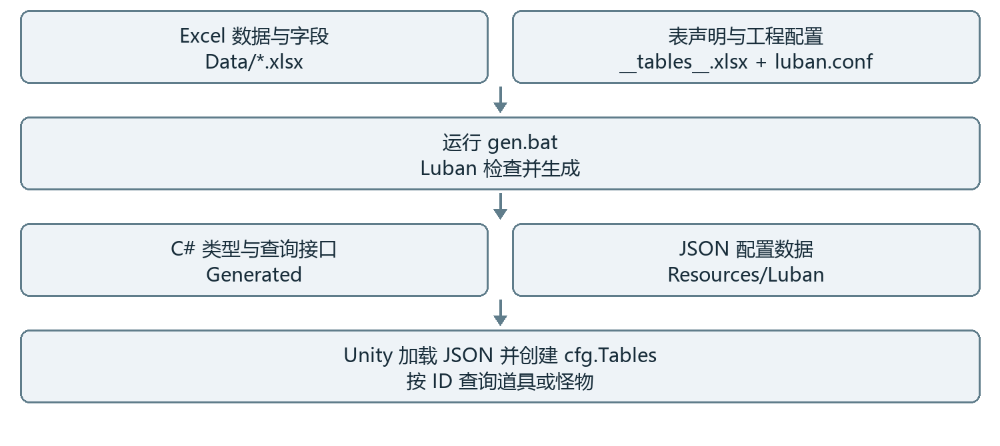 Excel 数据与字段
Data/*.xlsx
表声明与工程配置
__tables__.xlsx + luban.conf
运行 gen.bat
Luban 检查并生成
C# 类型与查询接口
Generated
JSON 配置数据
Resources/Luban
Unity 加载 JSON 并创建 cfg.Tables
按 ID 查询道具或怪物